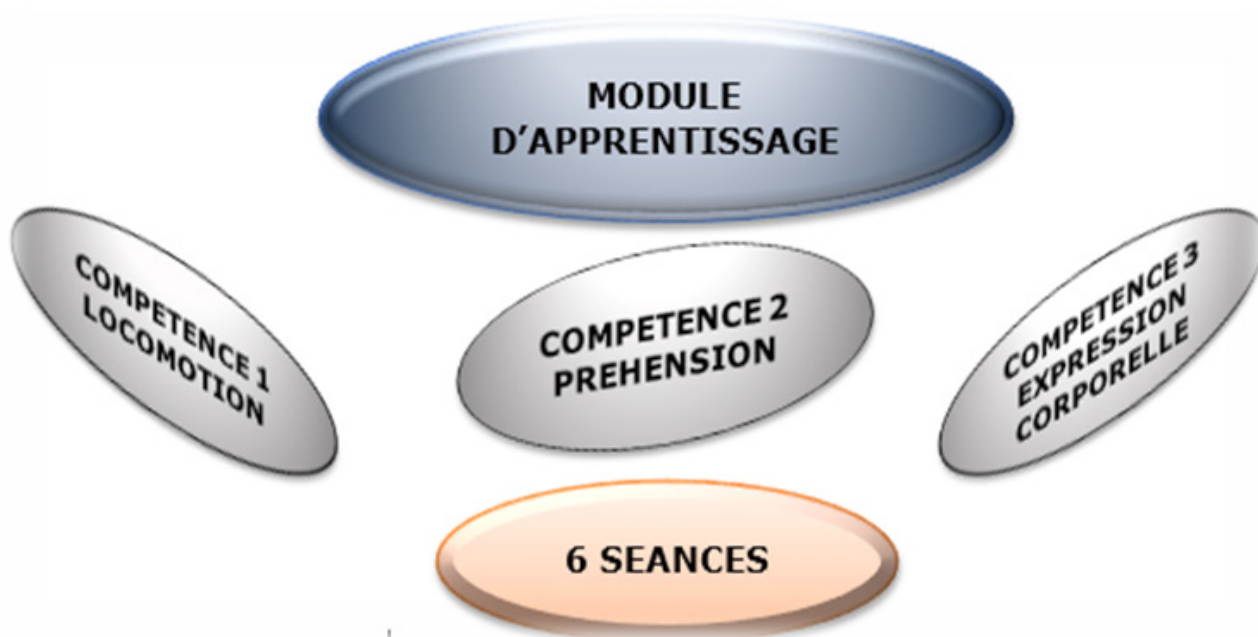 MODULE
D'APPRENTISSAGE
COMPETENCE 1
LOCOMOTION
COMPETENCE 2
PREHENSION
COMPETENCE 3
EXPRESSION
CORPORELLE
6 SEANCES